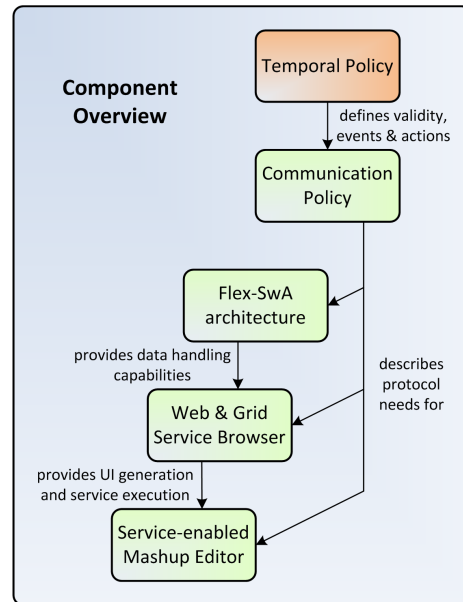 Component
Overview
Temporal Policy
defines validity,
events & actions
Communication
Policy
Flex-SwA
architecture
provides data handling
capabilities
describes
protocol
needs for
Web & Grid
Service Browser
provides UI generation
and service execution
Service-enabled
Mashup Editor